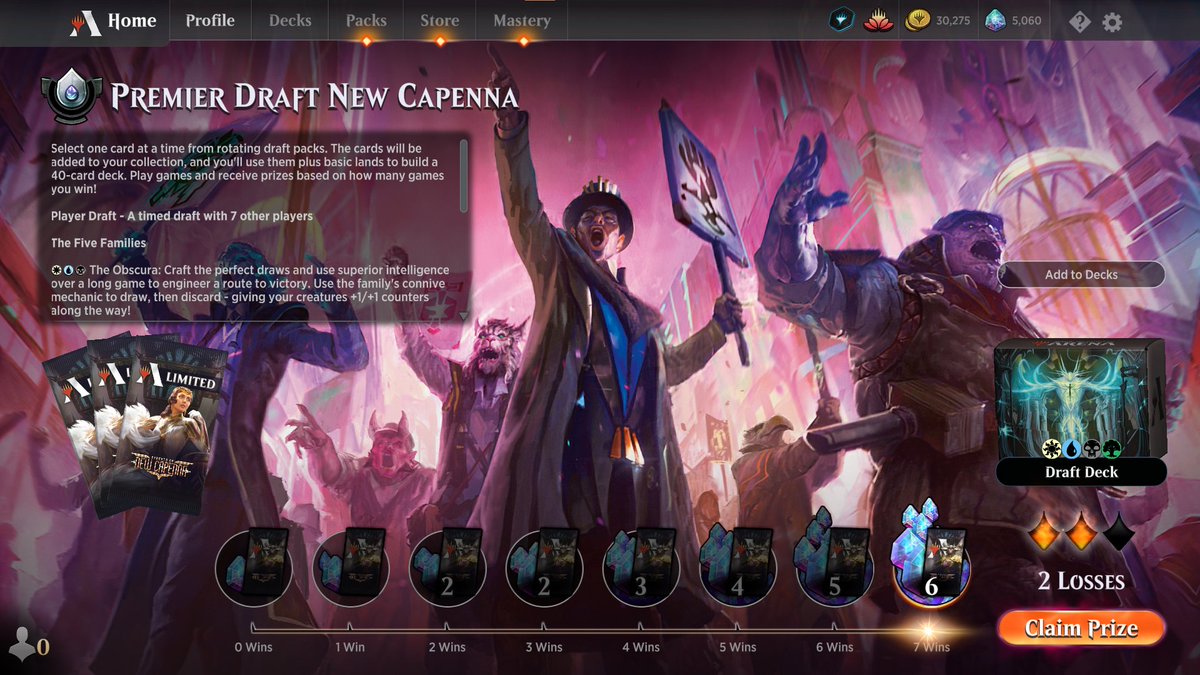 Home Profile Decks Packs Store Mastery 30,275 5,060
PREMIER DRAFT NEW CAPENNA
Select one card at a time from rotating draft packs. The cards will be
added to your collection, and you'll use them plus basic lands to build a
40-card deck. Play games and receive prizes based on how many games
you win!
Player Draft - A timed draft with 7 other players
The Five Families
The Obscura: Craft the perfect draws and use superior intelligence
over a long game to engineer a route to victory. Use the family's connive
mechanic to draw, then discard - giving your creatures +1/+1 counters
along the way!
Add to Decks
LIMITED
NEW CAPENNA
ARENA
Draft Deck
2 2 3 4 5 6
2 LOSSES
Claim Prize
0 Wins 1 Win 2 Wins 3 Wins 4 Wins 5 Wins 6 Wins 7 Wins
0